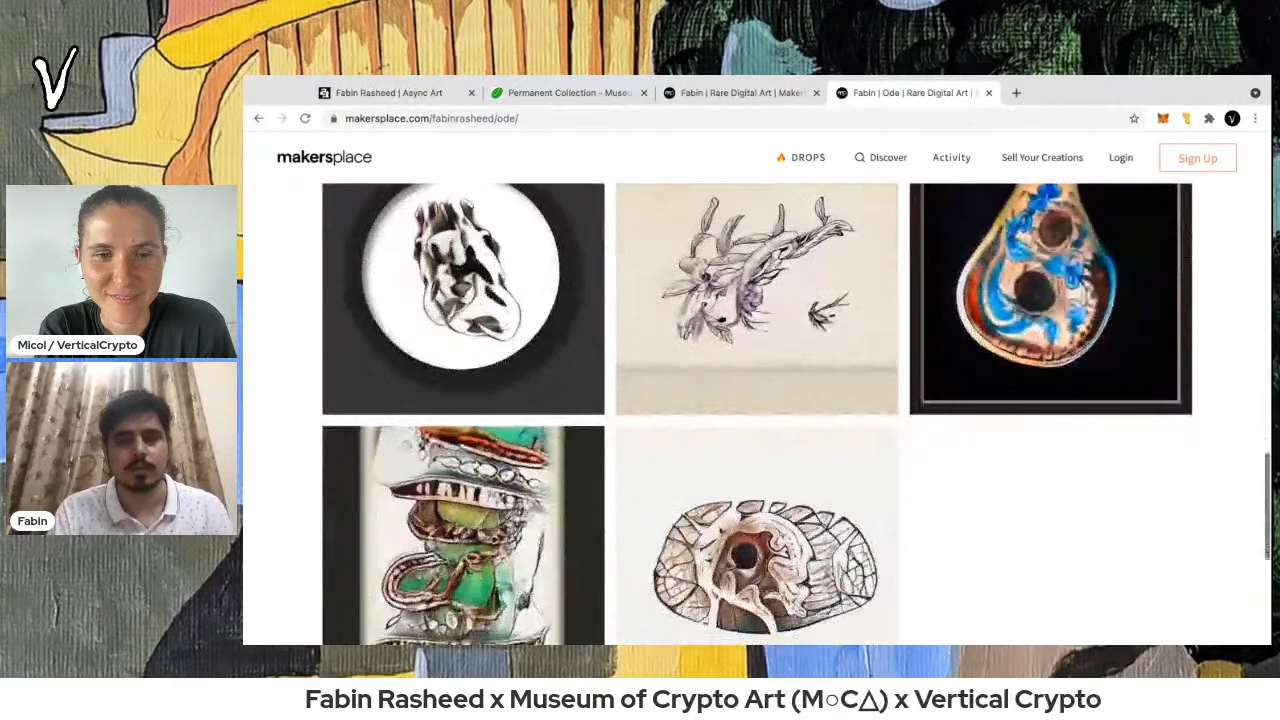 V
Fabin Rasheed | Async Art
Permanent Collection - Museu
Fabin | Rare Digital Art | Maker
Fabin | Ode | Rare Digital Art |
makersplace.com/fabinrasheed/ode/
makersplace
DROPS
Discover
Activity
Sell Your Creations
Login
Sign Up
Micol / VerticalCrypto
Fabin
Fabin Rasheed x Museum of Crypto Art (M○C△) x Vertical Crypto